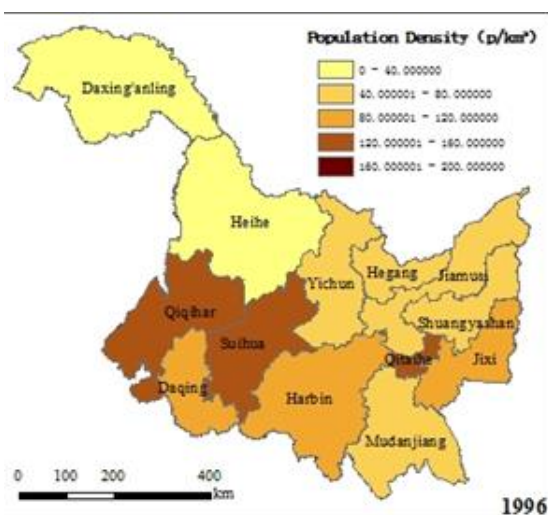 Population Density (p/km²)
0 - 40.000000
40.000001 - 80.000000
80.000001 - 120.000000
120.000001 - 160.000000
160.000001 - 200.000000
Daxing'anling
Heihe
Yichun
Hegang
Jiamusi
Qiqihar
Suihua
Shuangyashan
Qitaihe
Jixi
Daqing
Harbin
Mudanjiang
0 100 200 400
km
1996